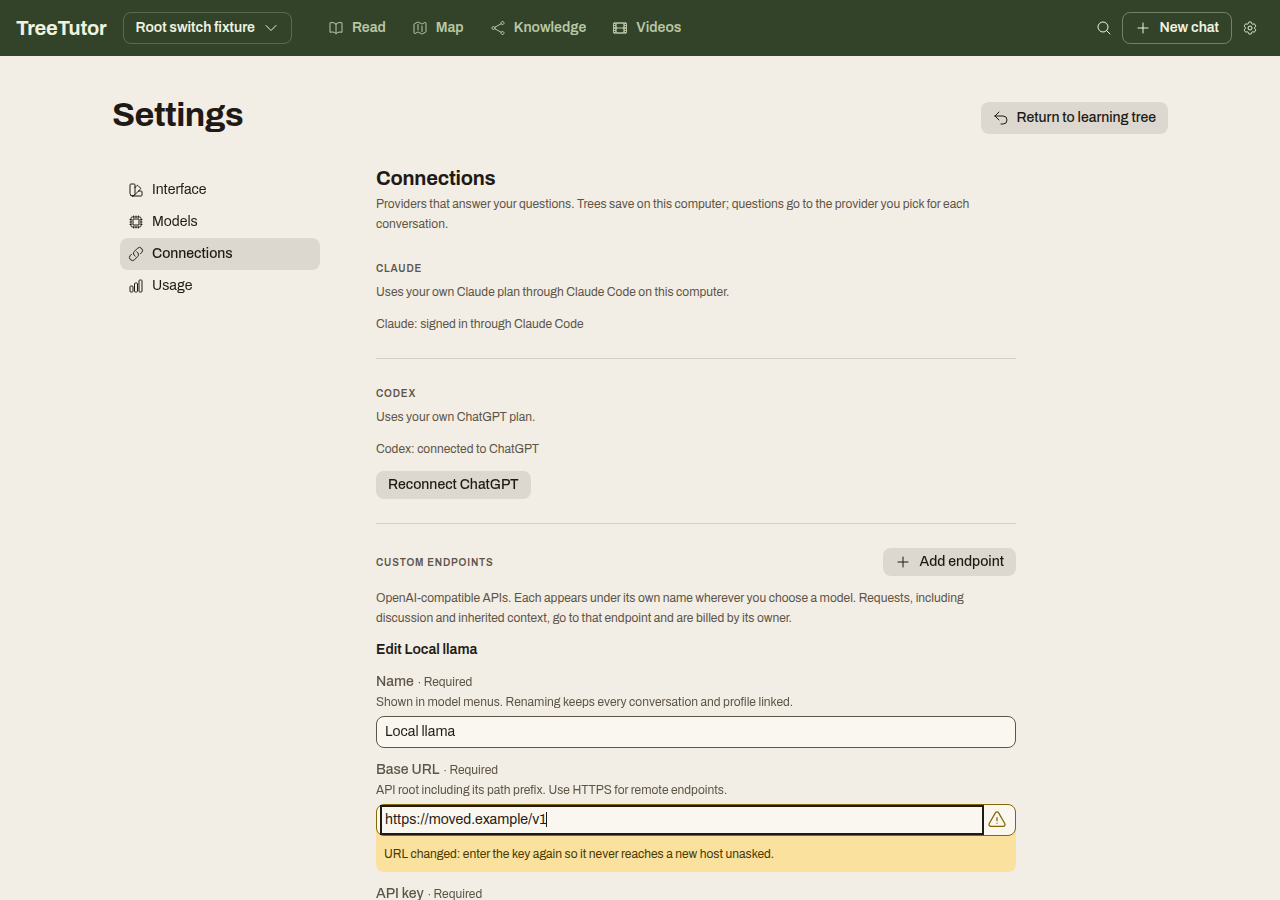 TreeTutor
Root switch fixture
Read
Map
Knowledge
Videos
New chat
Settings
Return to learning tree
Interface
Models
Connections
Usage
Connections
Providers that answer your questions. Trees save on this computer; questions go to the provider you pick for each
conversation.
CLAUDE
Uses your own Claude plan through Claude Code on this computer.
Claude: signed in through Claude Code
CODEX
Uses your own ChatGPT plan.
Codex: connected to ChatGPT
Reconnect ChatGPT
CUSTOM ENDPOINTS
Add endpoint
OpenAI-compatible APIs. Each appears under its own name wherever you choose a model. Requests, including
discussion and inherited context, go to that endpoint and are billed by its owner.
Edit Local llama
Name · Required
Shown in model menus. Renaming keeps every conversation and profile linked.
Local llama
Base URL · Required
API root including its path prefix. Use HTTPS for remote endpoints.
https://moved.example/v1
URL changed: enter the key again so it never reaches a new host unasked.
API key · Required